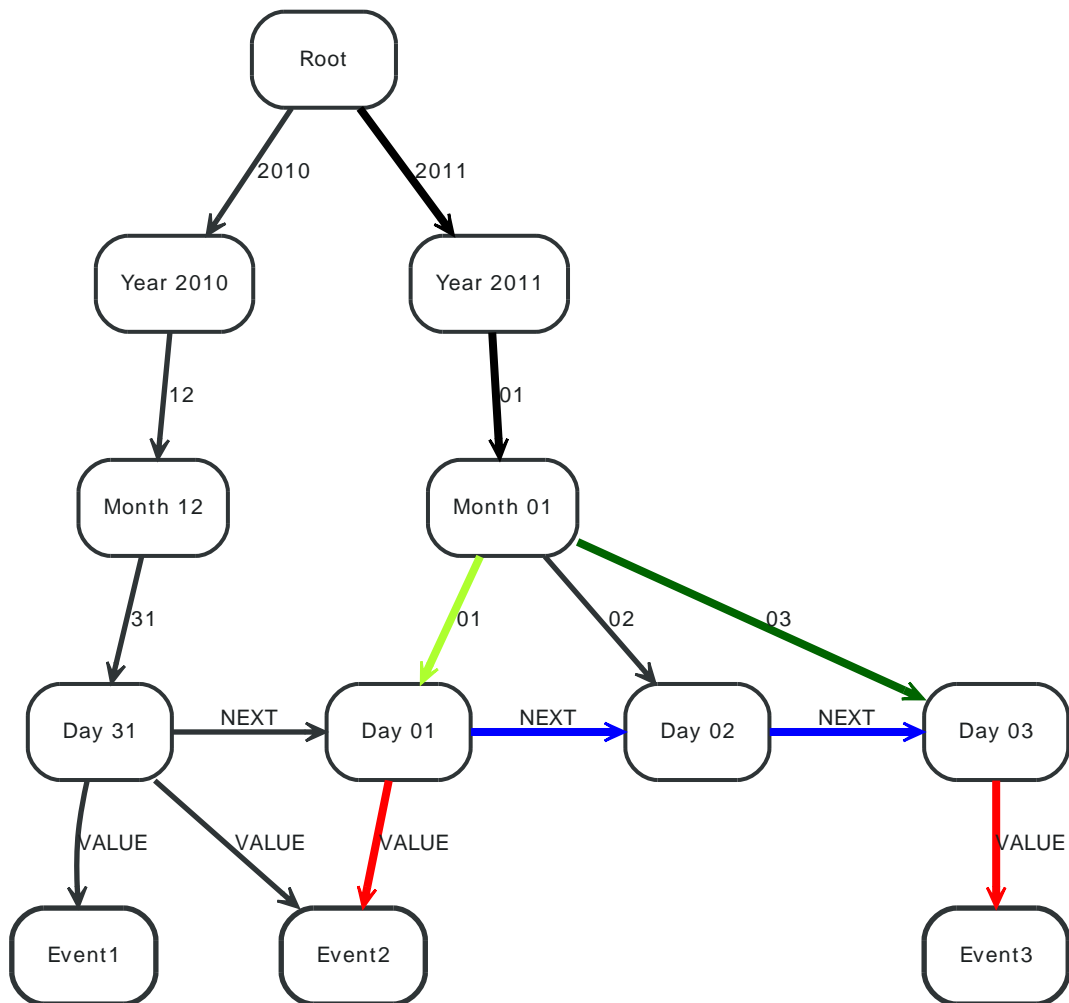 Root
2010
2011
Year 2010
Year 2011
12
01
Month 12
Month 01
31
01
02
03
Day 31
NEXT
Day 01
NEXT
Day 02
NEXT
Day 03
VALUE
VALUE
VALUE
VALUE
Event1
Event2
Event3